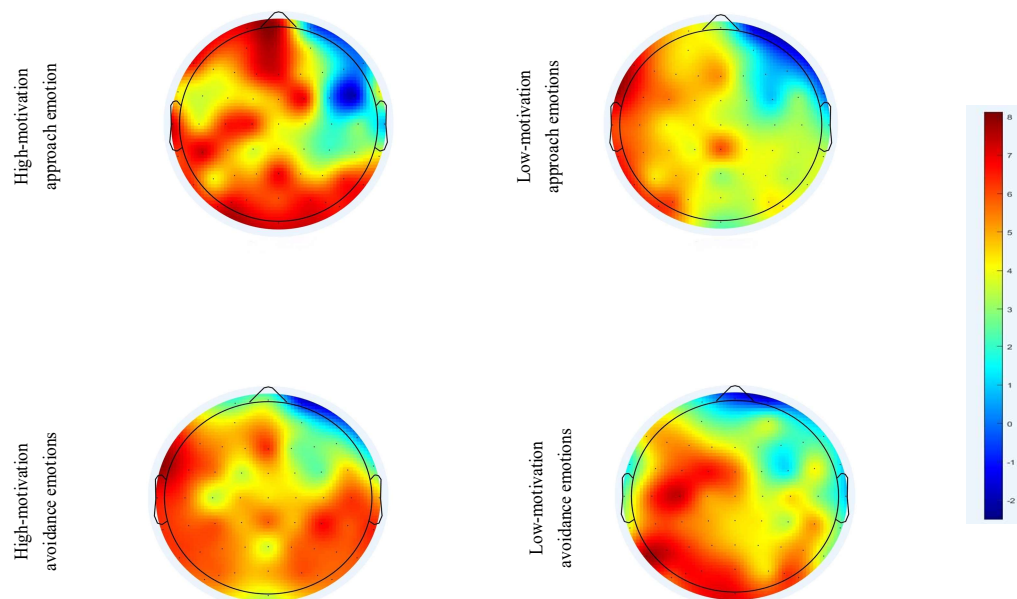 High-motivation
approach emotion
Low-motivation
approach emotions
8
7
6
5
4
3
2
1
0
-1
-2
High-motivation
avoidance emotions
Low-motivation
avoidance emotions